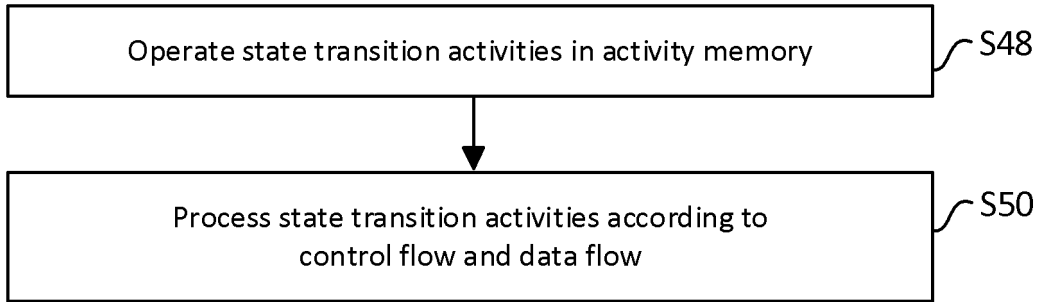 Operate state transition activities in activity memory
S48
Process state transition activities according to
control flow and data flow
S50